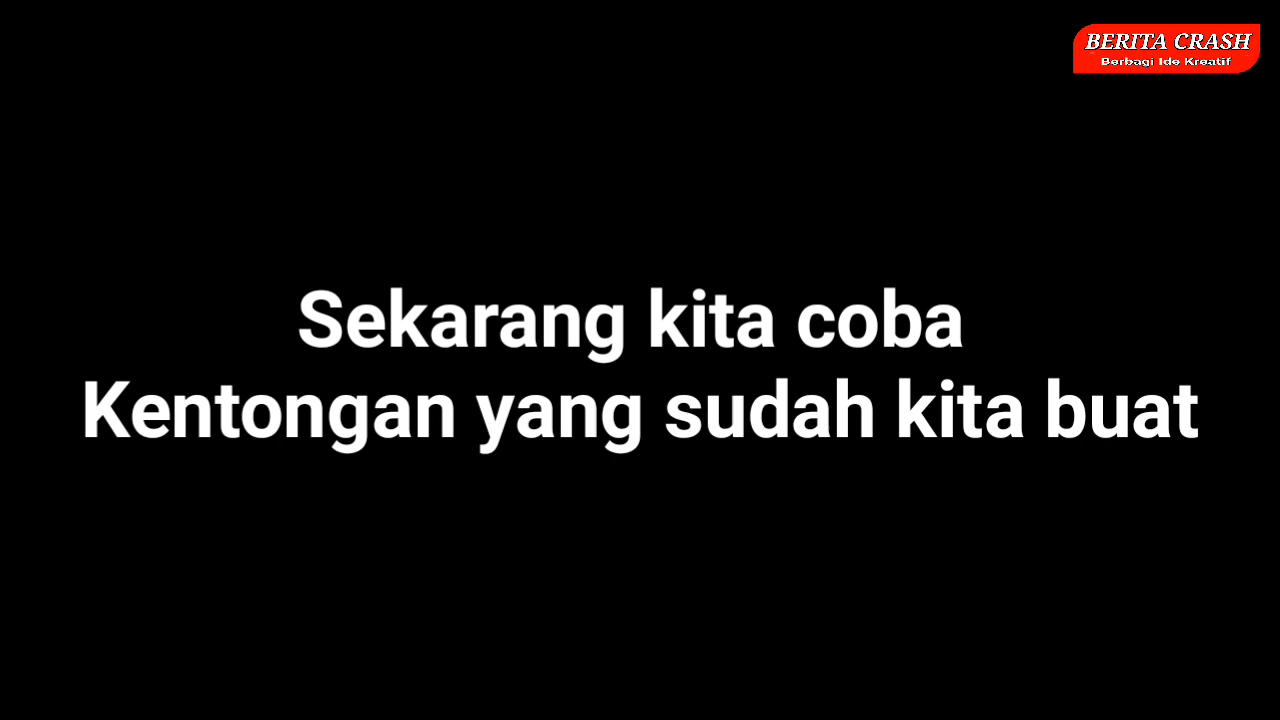 BERITA CRASH
Berbagi Ide Kreatif
Sekarang kita coba
Kentongan yang sudah kita buat